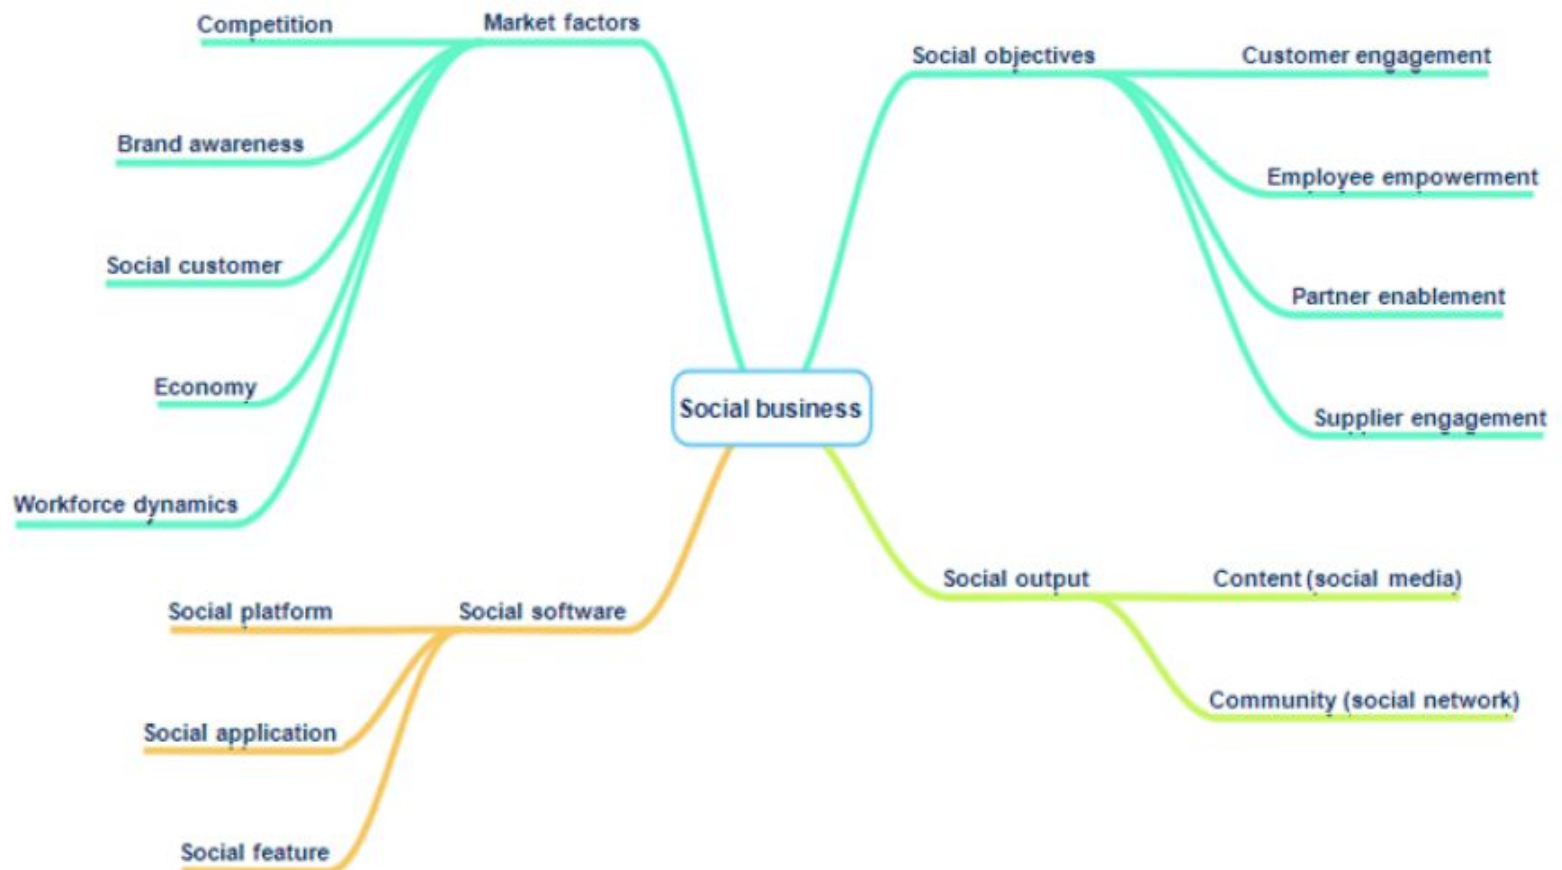 Competition
Market factors
Brand awareness
Social customer
Economy
Workforce dynamics
Social business
Social objectives
Customer engagement
Employee empowerment
Partner enablement
Supplier engagement
Social software
Social platform
Social application
Social feature
Social output
Content (social media)
Community (social network)